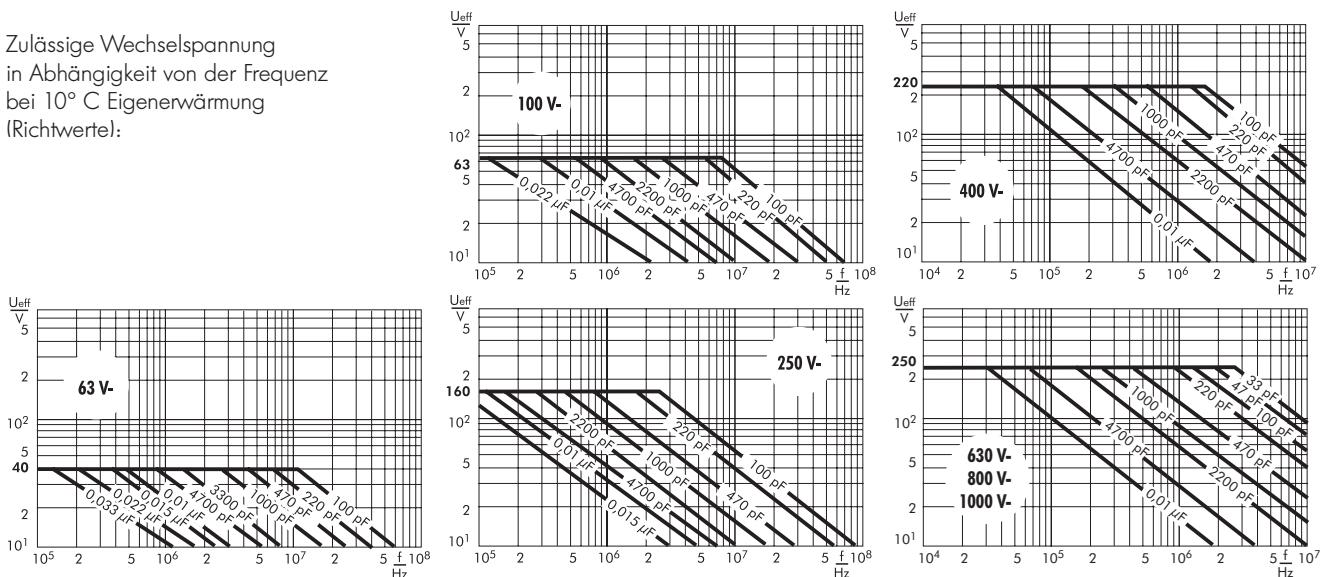 Zulässige Wechselspannung
in Abhängigkeit von der Frequenz
bei 10° C Eigenerwärmung
(Richtwerte):
Ueff
V
5
2
10²
63
5
2
10¹
100 V-
0,022 µF
0,01 µF
4700 pF
2200 pF
1000 pF
470 pF
220 pF
100 pF
10⁵ 2 5 10⁶ 2 5 10⁷ 2 5 f 10⁸
Hz
Ueff
V
5
220
2
10²
5
2
10¹
400 V-
0,01 µF
4700 pF
2200 pF
1000 pF
470 pF
220 pF
100 pF
10⁴ 2 5 10⁵ 2 5 10⁶ 2 5 f 10⁷
Hz
Ueff
V
5
2
10²
5
40
2
10¹
63 V-
0,033 µF
0,022 µF
0,015 µF
0,01 µF
4700 pF
3300 pF
1000 pF
470 pF
220 pF
100 pF
10⁵ 2 5 10⁶ 2 5 10⁷ 2 5 f 10⁸
Hz
Ueff
V
5
2
160
10²
5
2
10¹
250 V-
0,015 µF
0,01 µF
4700 pF
2200 pF
1000 pF
470 pF
220 pF
100 pF
10⁵ 2 5 10⁶ 2 5 10⁷ 2 5 f 10⁸
Hz
Ueff
V
5
250
2
10²
5
2
10¹
630 V-
800 V-
1000 V-
0,01 µF
4700 pF
2200 pF
1000 pF
470 pF
220 pF
100 pF
47 pF
33 pF
10⁴ 2 5 10⁵ 2 5 10⁶ 2 5 f 10⁷
Hz